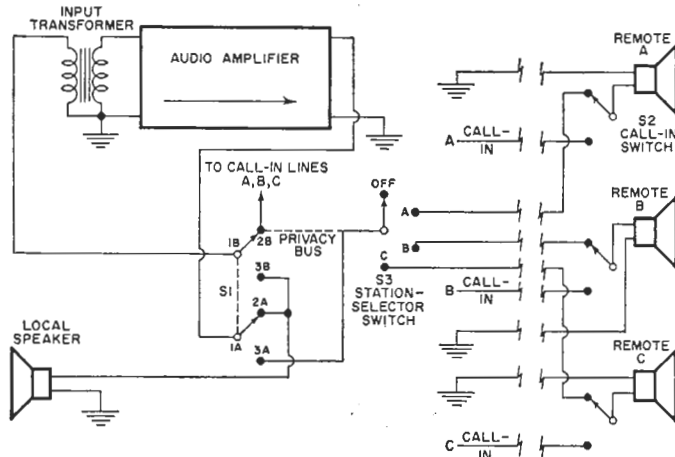 INPUT
TRANSFORMER
AUDIO AMPLIFIER
TO CALL-IN LINES
A, B, C
1B
2B
PRIVACY
BUS
3B
S1
2A
1A
3A
LOCAL
SPEAKER
OFF
A
B
C
S3
STATION-
SELECTOR
SWITCH
REMOTE
A
S2
CALL-IN
SWITCH
A CALL-
IN
REMOTE
B
B CALL-
IN
REMOTE
C
C CALL-
IN